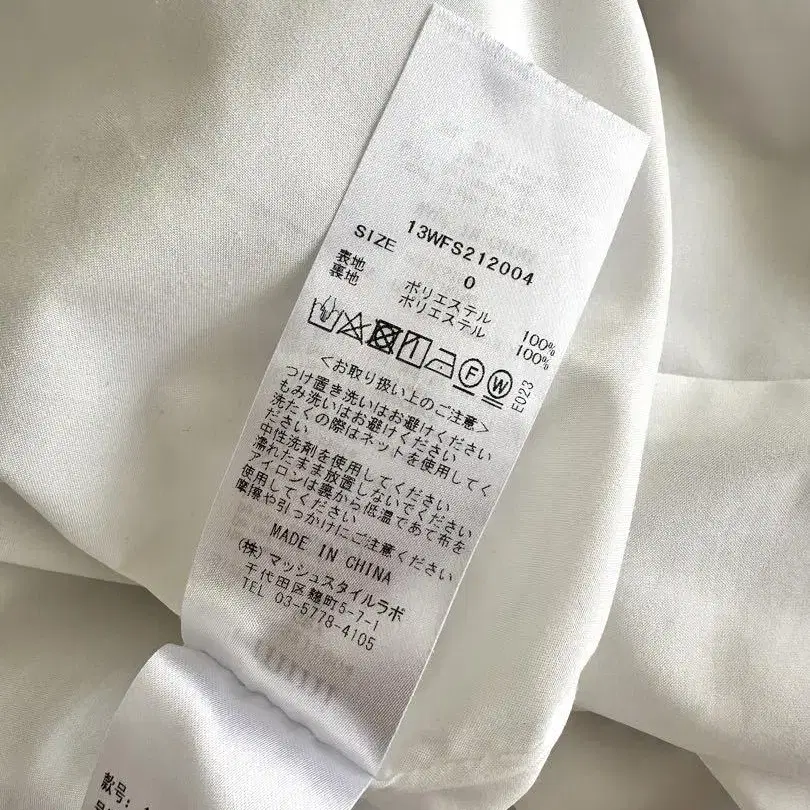 13WFS212004
SIZE 0
表地 ポリエステル 100%
裏地 ポリエステル 100%
F W
E023
<お取り扱い上のご注意>
つけ置き洗いはお避けください
もみ洗いはお避けください
洗たくの際はネットを使用してく
ださい
中性洗剤を使用してください
濡れたまま放置しないでください
アイロンは裏から低温であて布を
使用してください
摩擦や引っかけにご注意ください
MADE IN CHINA
(株)マッシュスタイルラボ
千代田区麹町5-7-1
TEL 03-5778-4105
款号: